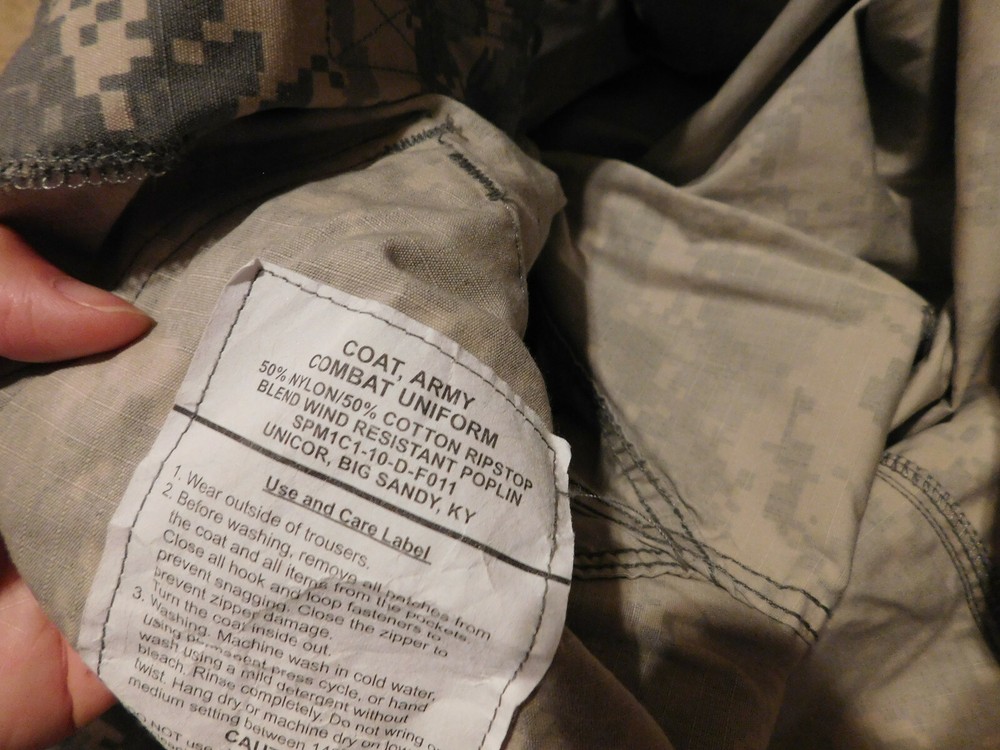 COAT, ARMY
COMBAT UNIFORM
50% NYLON/50% COTTON RIPSTOP
BLEND WIND RESISTANT POPLIN
SPM1C1-10-D-F011
UNICOR, BIG SANDY, KY
Use and Care Label
1. Wear outside of trousers.
2. Before washing, remove all patches from
the coat and all items from the pockets.
Close all hook and loop fasteners to
prevent snagging. Close the zipper to
prevent zipper damage.
Turn the coat inside out.
3. Washing. Machine wash in cold water,
using permanent press cycle, or hand
wash using a mild detergent without
bleach. Rinse completely. Do not wring or
twist. Hang dry or machine dry on low
medium setting between
NOT use